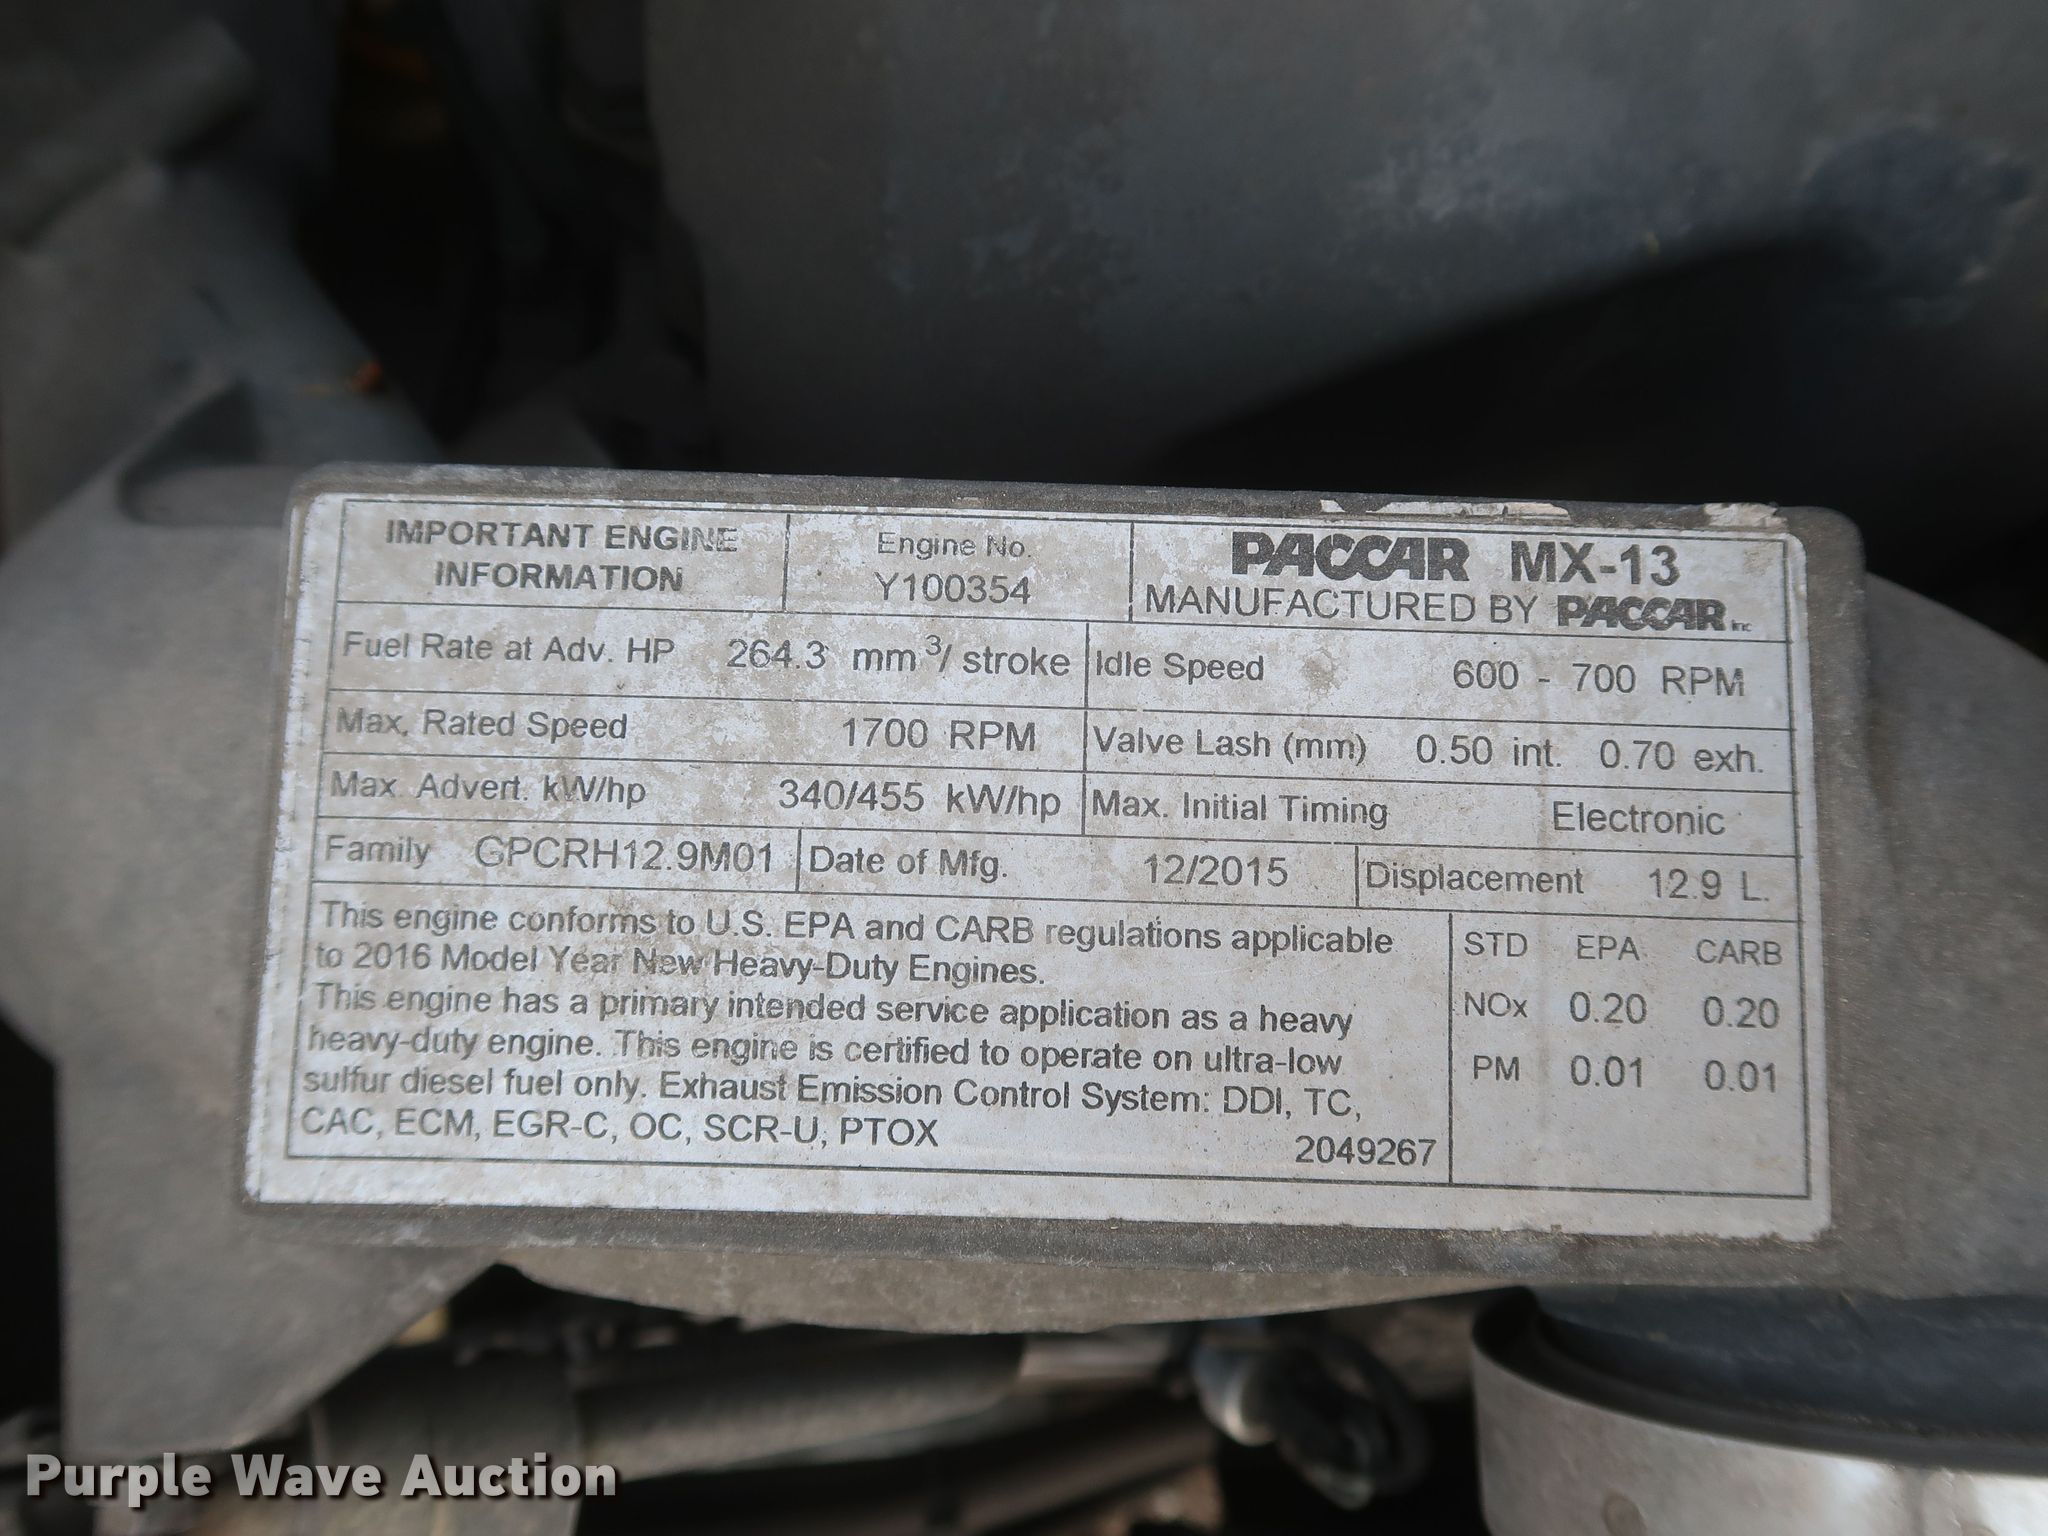 IMPORTANT ENGINE INFORMATION
Engine No. Y100354
PACCAR MX-13
MANUFACTURED BY PACCAR Inc
Fuel Rate at Adv. HP 264.3 mm3/ stroke
Idle Speed 600 - 700 RPM
Max. Rated Speed 1700 RPM
Valve Lash (mm) 0.50 int. 0.70 exh.
Max. Advert. kW/hp 340/455 kW/hp
Max. Initial Timing Electronic
Family GPCRH12.9M01
Date of Mfg. 12/2015
Displacement 12.9 L.
This engine conforms to U.S. EPA and CARB regulations applicable
to 2016 Model Year New Heavy-Duty Engines.
This engine has a primary intended service application as a heavy
heavy-duty engine. This engine is certified to operate on ultra-low
sulfur diesel fuel only. Exhaust Emission Control System: DDI, TC,
CAC, ECM, EGR-C, OC, SCR-U, PTOX
2049267
STD EPA CARB
NOx 0.20 0.20
PM 0.01 0.01
Purple Wave Auction